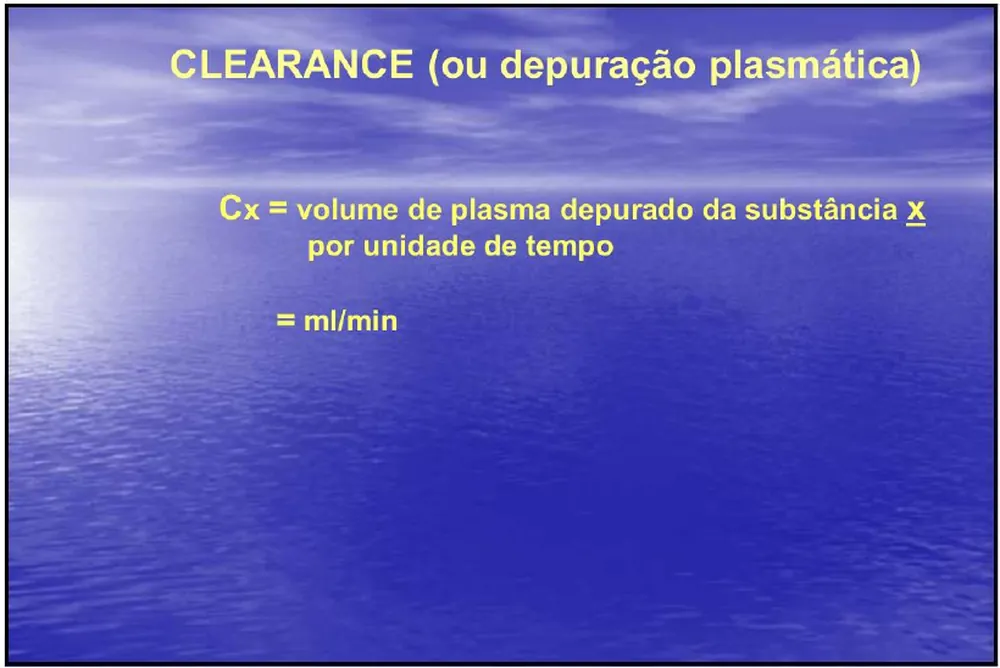 CLEARANCE (ou depuração plasmática)
Cx = volume de plasma depurado da substância x
por unidade de tempo
= ml/min